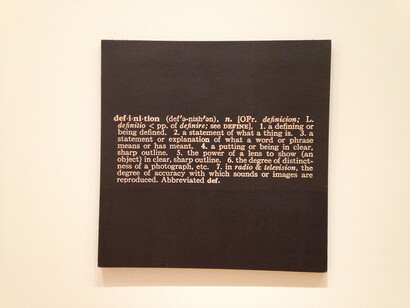 def·i·ni·tion (def'ə-nish'ən), n. [OFr. definicion; L.
definitio < pp. of definire; see DEFINE], 1. a defining or
being defined. 2. a statement of what a thing is. 3. a
statement or explanation of what a word or phrase
means or has meant. 4. a putting or being in clear,
sharp outline. 5. the power of a lens to show (an
object) in clear, sharp outline. 6. the degree of distinct-
ness of a photograph, etc. 7. in radio & television, the
degree of accuracy with which sounds or images are
reproduced. Abbreviated def.